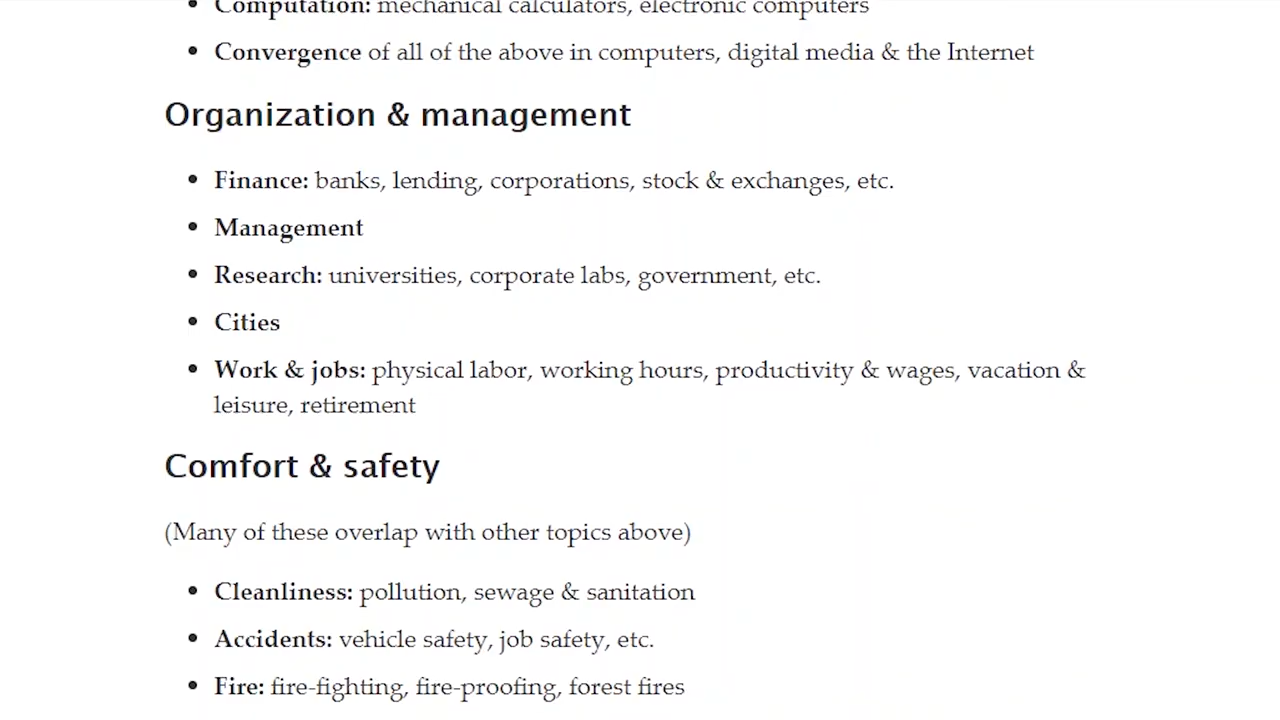 Computation: mechanical calculators, electronic computers
• Convergence of all of the above in computers, digital media & the Internet
Organization & management
• Finance: banks, lending, corporations, stock & exchanges, etc.
• Management
• Research: universities, corporate labs, government, etc.
• Cities
• Work & jobs: physical labor, working hours, productivity & wages, vacation &
leisure, retirement
Comfort & safety
(Many of these overlap with other topics above)
• Cleanliness: pollution, sewage & sanitation
• Accidents: vehicle safety, job safety, etc.
• Fire: fire-fighting, fire-proofing, forest fires